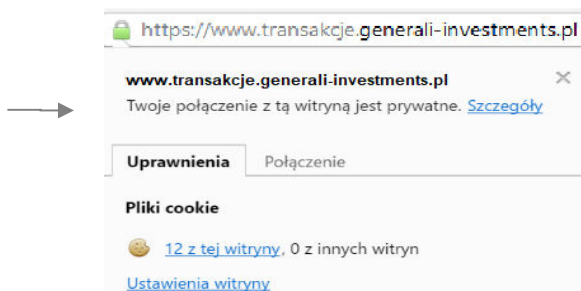 https://www.transakcje.generali-investments.pl
www.transakcje.generali-investments.pl
Twoje połączenie z tą witryną jest prywatne. Szczegóły
Uprawnienia Połączenie
Pliki cookie
12 z tej witryny, 0 z innych witryn
Ustawienia witryny